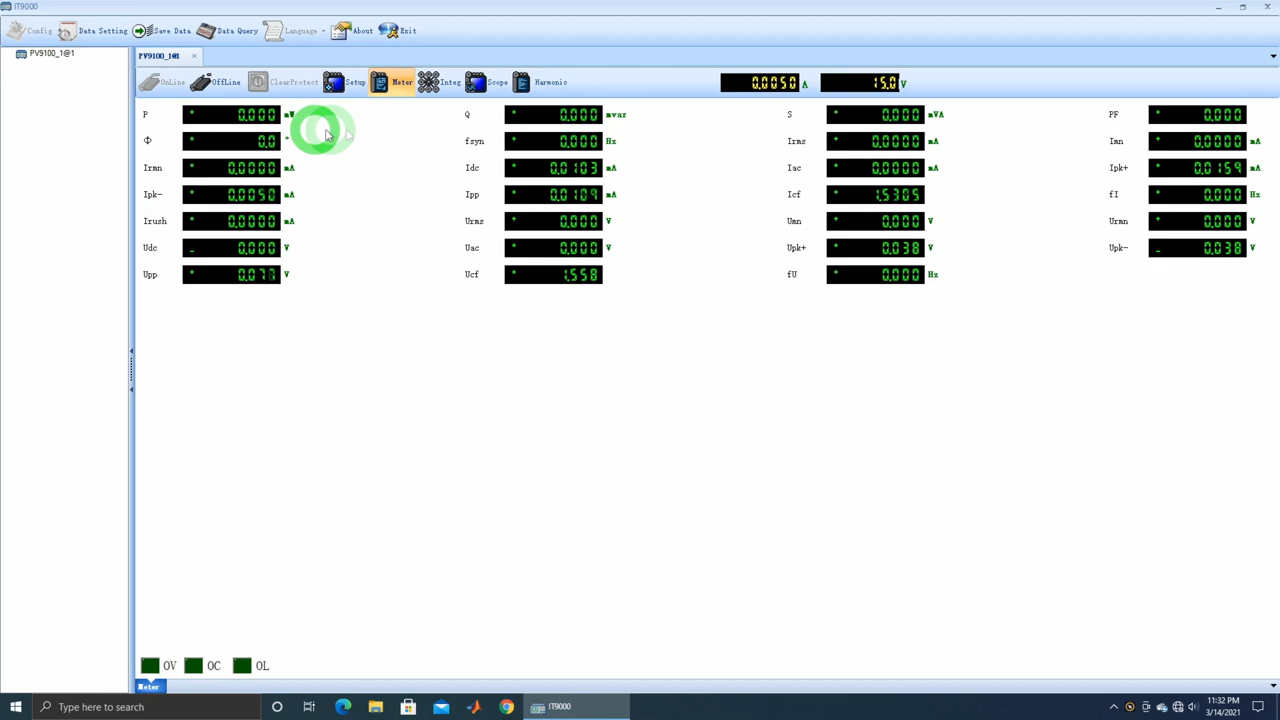 IT9000
Config Data Setting Save Data Data Query Language About Exit
PV9100_1@1
PV9100_1@1
OnLine OffLine ClearProtect Setup Meter Integ Scope Harmonic 0.0050 A 15.0 V
P + 0.000 mW Q + 0.000 mvar S + 0.000 mVA PF + 0.000
Φ + 0.0 ° fsyn + 0.000 Hz Irms + 0.0000 mA Imn + 0.0000 mA
Irmn + 0.0000 mA Idc + 0.0103 mA Iac + 0.0000 mA Ipk+ + 0.0159 mA
Ipk- + 0.0050 mA Ipp + 0.0109 mA Icf + 1.5305 fI + 0.000 Hz
Irush + 0.0000 mA Urms + 0.000 V Umn + 0.000 V Urmn + 0.000 V
Udc - 0.000 V Uac + 0.000 V Upk+ + 0.038 V Upk- - 0.038 V
Upp + 0.077 V Ucf + 1.558 fU + 0.000 Hz
OV OC OL
Meter
Type here to search IT9000 11:32 PM
3/14/2021